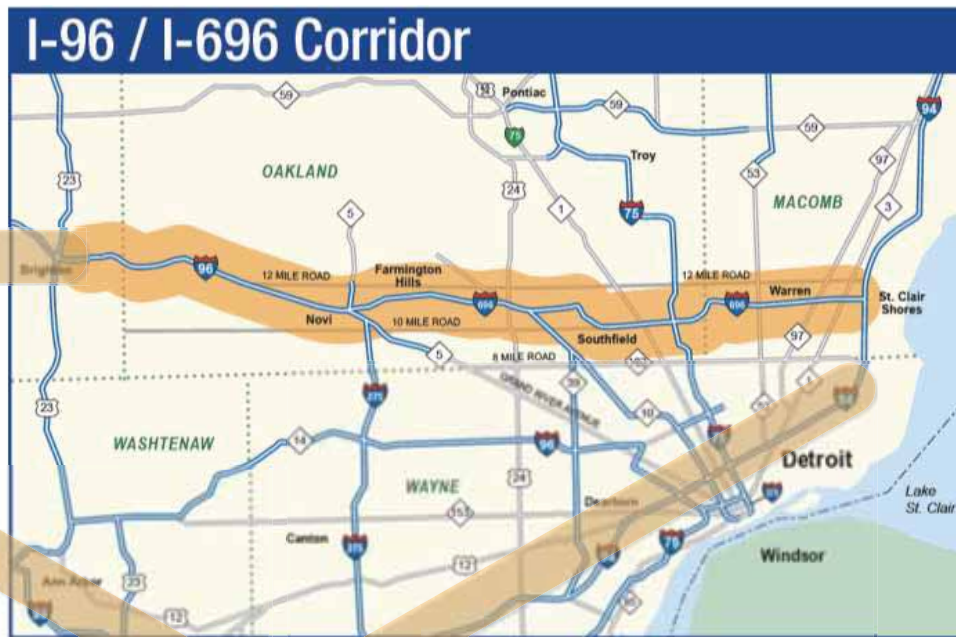 I-96 / I-696 Corridor
59
Pontiac
59
94
75
59
OAKLAND
Troy
97
23
24
53
MACOMB
5
1
75
3
Brighton
96
12 MILE ROAD
Farmington
Hills
12 MILE ROAD
696
696
Warren
St. Clair
Shores
Novi
10 MILE ROAD
Southfield
97
5
8 MILE ROAD
GRAND RIVER AVENUE
39
23
275
10
94
WASHTENAW
14
96
Detroit
WAYNE
24
Dearborn
Lake
St. Clair
153
Canton
275
75
Windsor
12
Ann Arbor
23
12
94